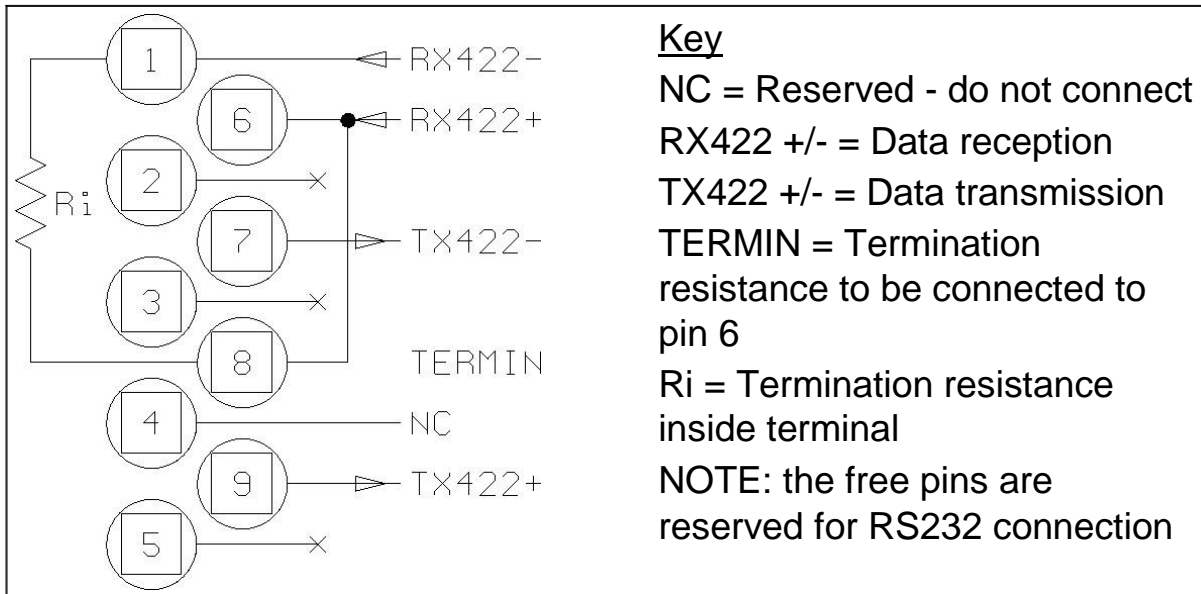 1
RX422-
6
RX422+
2
Ri
7
TX422-
3
8
TERMIN
4
NC
9
TX422+
5
Key
NC = Reserved - do not connect
RX422 +/- = Data reception
TX422 +/- = Data transmission
TERMIN = Termination
resistance to be connected to
pin 6
Ri = Termination resistance
inside terminal
NOTE: the free pins are
reserved for RS232 connection